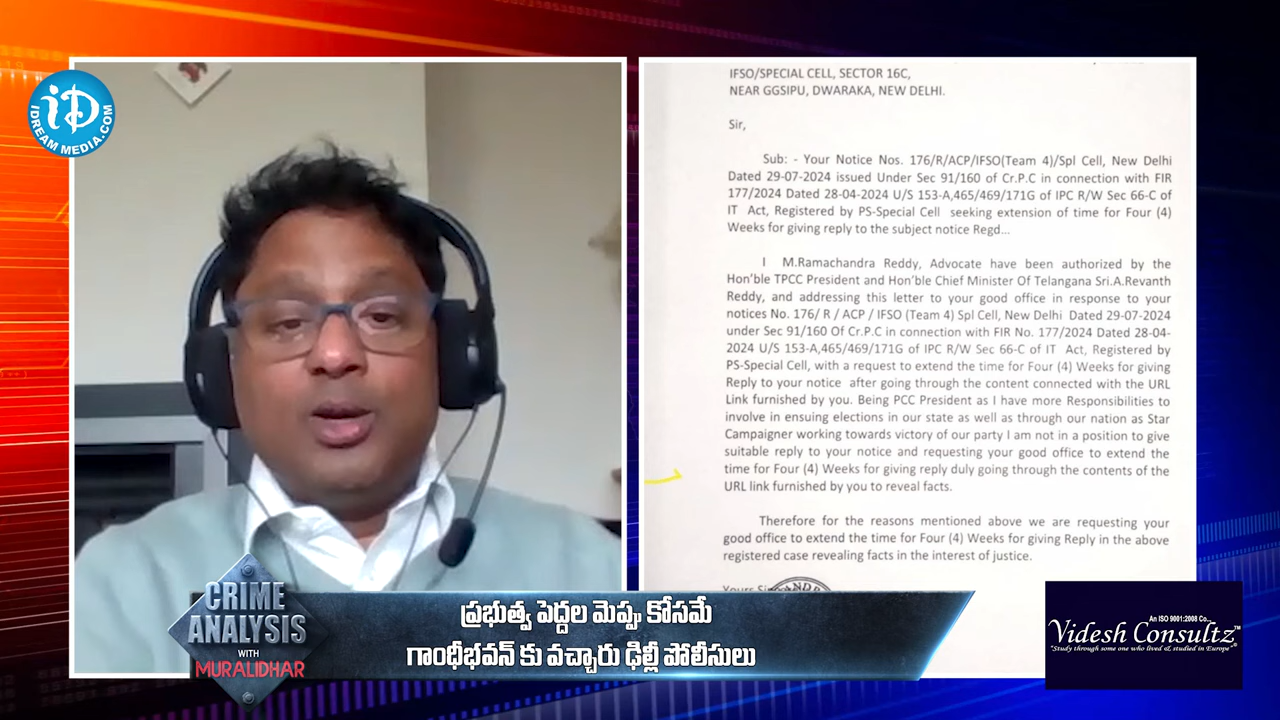 iD
IDREAM MEDIA.COM
IFSO/SPECIAL CELL, SECTOR 16C,
NEAR GGSIPU, DWARAKA, NEW DELHI.
Sir,
Sub: - Your Notice Nos. 176/R/ACP/IFSO(Team 4)/Spl Cell, New Delhi
Dated 29-07-2024 issued Under Sec 91/160 of Cr.P.C in connection with FIR
177/2024 Dated 28-04-2024 U/S 153-A,465/469/171G of IPC R/W Sec 66-C of
IT Act, Registered by PS-Special Cell seeking extension of time for Four (4)
Weeks for giving reply to the subject notice Regd...
I M.Ramachandra Reddy, Advocate have been authorized by the
Hon'ble TPCC President and Hon'ble Chief Minister Of Telangana Sri.A.Revanth
Reddy, and addressing this letter to your good office in response to your
notices No. 176/ R / ACP / IFSO (Team 4) Spl Cell, New Delhi Dated 29-07-2024
under Sec 91/160 Of Cr.P.C in connection with FIR No. 177/2024 Dated 28-04-
2024 U/S 153-A,465/469/171G of IPC R/W Sec 66-C of IT Act, Registered by
PS-Special Cell, with a request to extend the time for Four (4) Weeks for giving
Reply to your notice after going through the content connected with the URL
Link furnished by you. Being PCC President as I have more Responsibilities to
involve in ensuing elections in our state as well as through our nation as Star
Campaigner working towards victory of our party I am not in a position to give
suitable reply to your notice and requesting your good office to extend the
time for Four (4) Weeks for giving reply duly going through the contents of the
URL link furnished by you to reveal facts.
Therefore for the reasons mentioned above we are requesting your
good office to extend the time for Four (4) Weeks for giving Reply in the above
registered case revealing facts in the interest of justice.
CRIME
ANALYSIS
WITH
MURALIDHAR
ప్రభుత్వ పెద్దల మెప్పు కోసమే
గాంధీభవన్ కు వచ్చారు ఢిల్లీ పోలీసులు
An ISO 9001:2008 Co...
Videsh Consultz™
"Study through some one who lived & studied in Europe"®